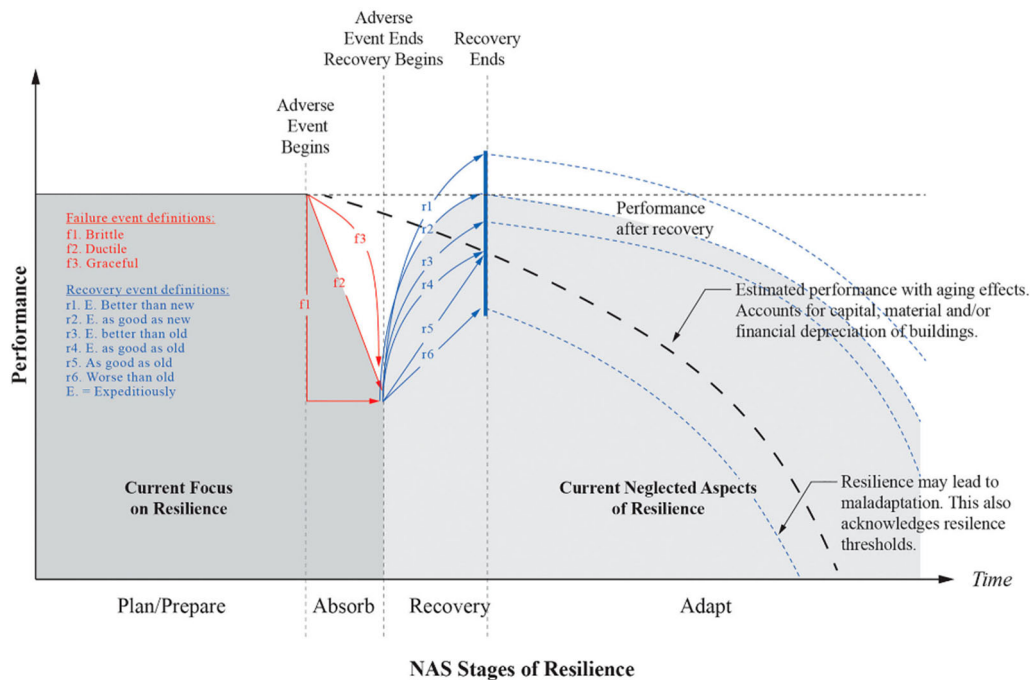 Adverse
Event Ends
Recovery Begins
Recovery
Ends
Adverse
Event
Begins
Performance
Failure event definitions:
f1. Brittle
f2. Ductile
f3. Graceful
Recovery event definitions:
r1. E. Better than new
r2. E. as good as new
r3. E. better than old
r4. E. as good as old
r5. As good as old
r6. Worse than old
E. = Expeditiously
f1
f2
f3
r1
r2
r3
r4
r5
r6
Performance
after recovery
Estimated performance with aging effects.
Accounts for capital, material and/or
financial depreciation of buildings.
Current Focus
on Resilience
Current Neglected Aspects
of Resilience
Resilience may lead to
maladaptation. This also
acknowledges resilence
thresholds.
Time
Plan/Prepare
Absorb
Recovery
Adapt
NAS Stages of Resilience